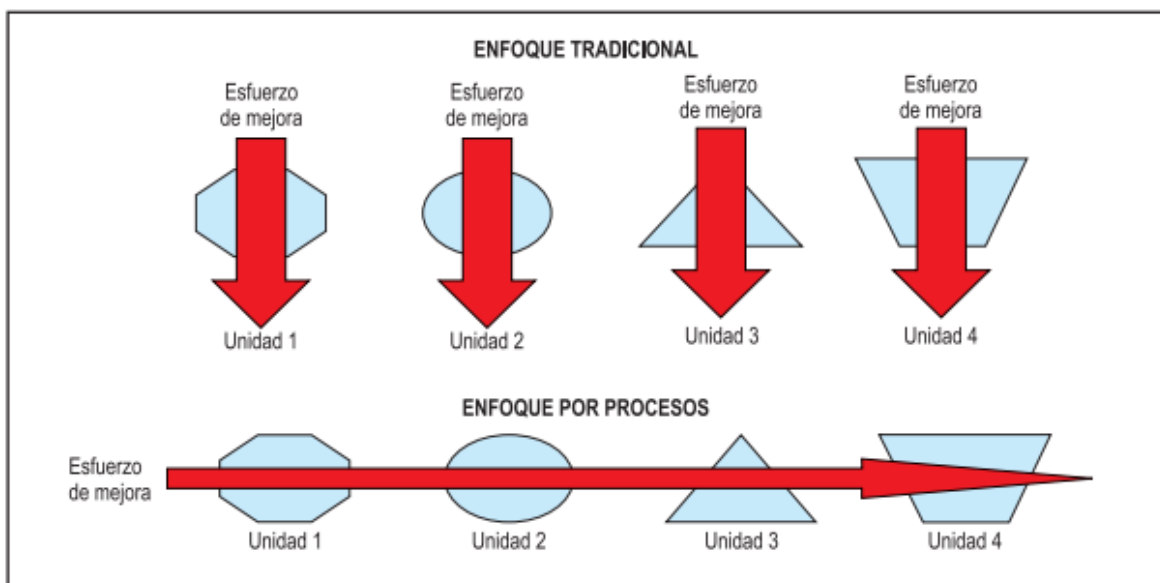 ENFOQUE TRADICIONAL
Esfuerzo
de mejora
Esfuerzo
de mejora
Esfuerzo
de mejora
Esfuerzo
de mejora
Unidad 1
Unidad 2
Unidad 3
Unidad 4
ENFOQUE POR PROCESOS
Esfuerzo
de mejora
Unidad 1
Unidad 2
Unidad 3
Unidad 4